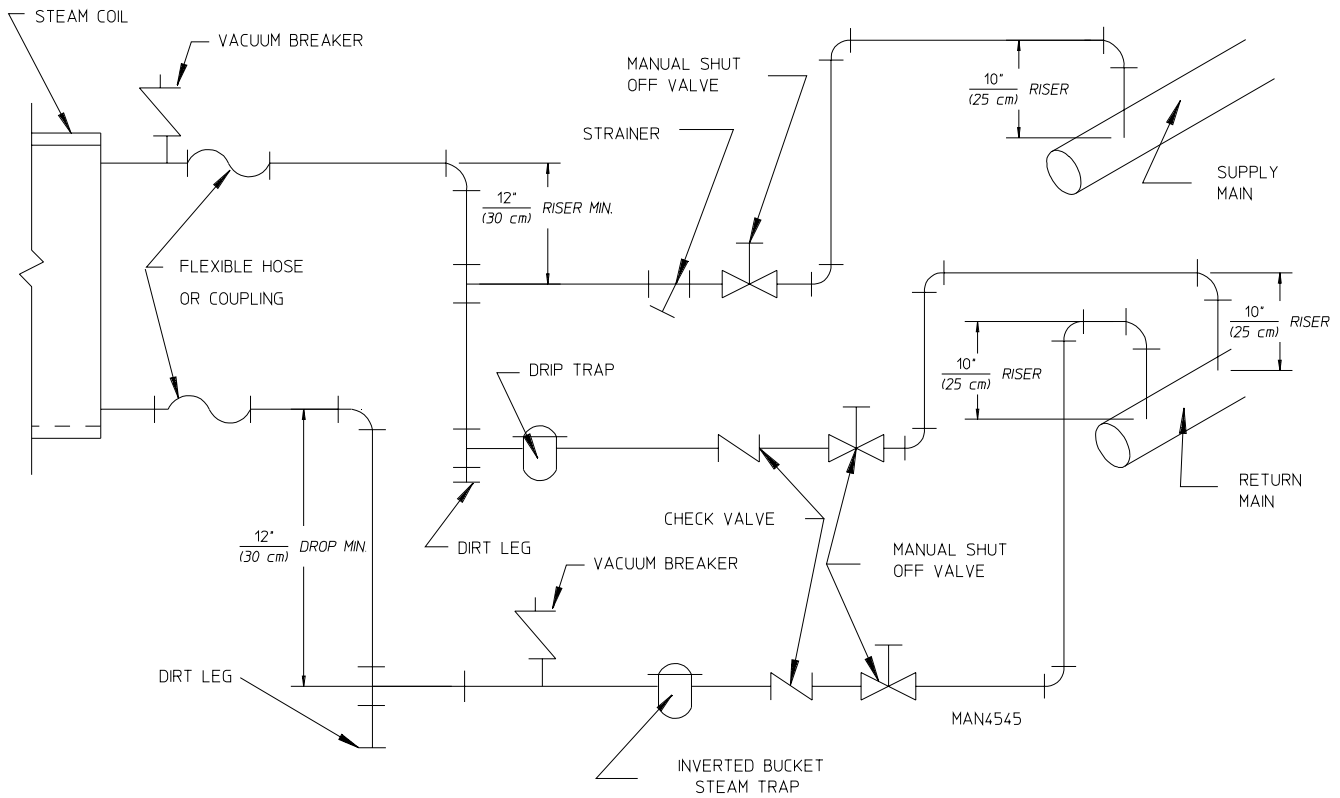 STEAM COIL
VACUUM BREAKER
MANUAL SHUT
OFF VALVE
10"
(25 cm) RISER
STRAINER
SUPPLY
MAIN
12"
(30 cm) RISER MIN.
FLEXIBLE HOSE
OR COUPLING
10"
(25 cm) RISER
10"
(25 cm) RISER
DRIP TRAP
RETURN
MAIN
CHECK VALVE
12"
(30 cm) DROP MIN.
DIRT LEG
MANUAL SHUT
OFF VALVE
VACUUM BREAKER
DIRT LEG
MAN4545
INVERTED BUCKET
STEAM TRAP